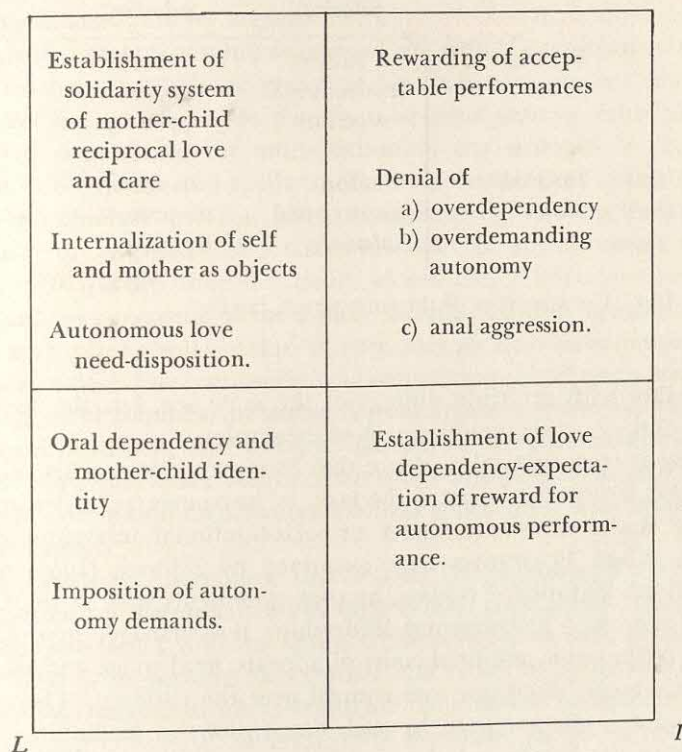 Establishment of
solidarity system
of mother-child
reciprocal love
and care
Internalization of self
and mother as objects
Autonomous love
need-disposition.
Rewarding of accep-
table performances
Denial of
a) overdependency
b) overdemanding
autonomy
c) anal aggression.
Oral dependency and
mother-child iden-
tity
Imposition of auton-
omy demands.
Establishment of love
dependency-expecta-
tion of reward for
autonomous perform-
ance.
L
I